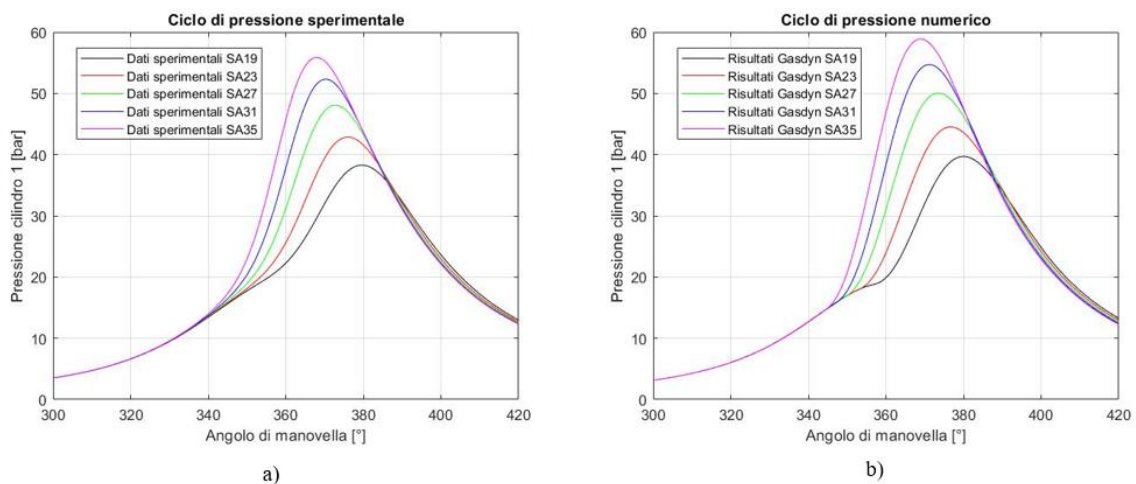 Ciclo di pressione sperimentale
60
50
40
30
20
10
0
Pressione cilindro 1 [bar]
Dati sperimentali SA19
Dati sperimentali SA23
Dati sperimentali SA27
Dati sperimentali SA31
Dati sperimentali SA35
300 320 340 360 380 400 420
Angolo di manovella [°]
a)
Ciclo di pressione numerico
60
50
40
30
20
10
0
Pressione cilindro 1 [bar]
Risultati Gasdyn SA19
Risultati Gasdyn SA23
Risultati Gasdyn SA27
Risultati Gasdyn SA31
Risultati Gasdyn SA35
300 320 340 360 380 400 420
Angolo di manovella [°]
b)